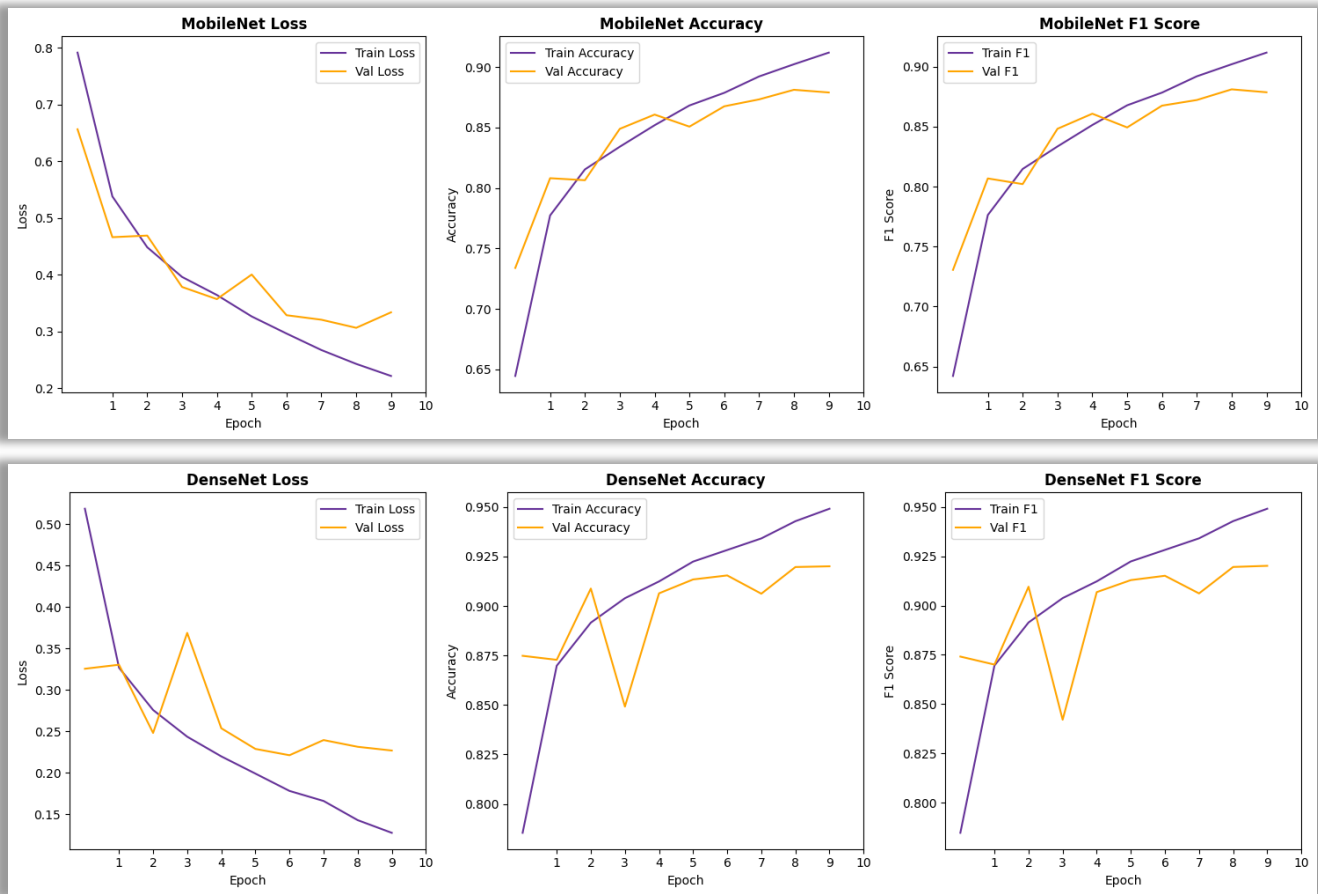 MobileNet Loss
0.8
0.7
0.6
0.5
0.4
0.3
0.2
Loss
Train Loss
Val Loss
1 2 3 4 5 6 7 8 9 10
Epoch
MobileNet Accuracy
0.90
0.85
0.80
0.75
0.70
0.65
Accuracy
Train Accuracy
Val Accuracy
1 2 3 4 5 6 7 8 9 10
Epoch
MobileNet F1 Score
0.90
0.85
0.80
0.75
0.70
0.65
F1 Score
Train F1
Val F1
1 2 3 4 5 6 7 8 9 10
Epoch
DenseNet Loss
0.50
0.45
0.40
0.35
0.30
0.25
0.20
0.15
Loss
Train Loss
Val Loss
1 2 3 4 5 6 7 8 9 10
Epoch
DenseNet Accuracy
0.950
0.925
0.900
0.875
0.850
0.825
0.800
Accuracy
Train Accuracy
Val Accuracy
1 2 3 4 5 6 7 8 9 10
Epoch
DenseNet F1 Score
0.950
0.925
0.900
0.875
0.850
0.825
0.800
F1 Score
Train F1
Val F1
1 2 3 4 5 6 7 8 9 10
Epoch